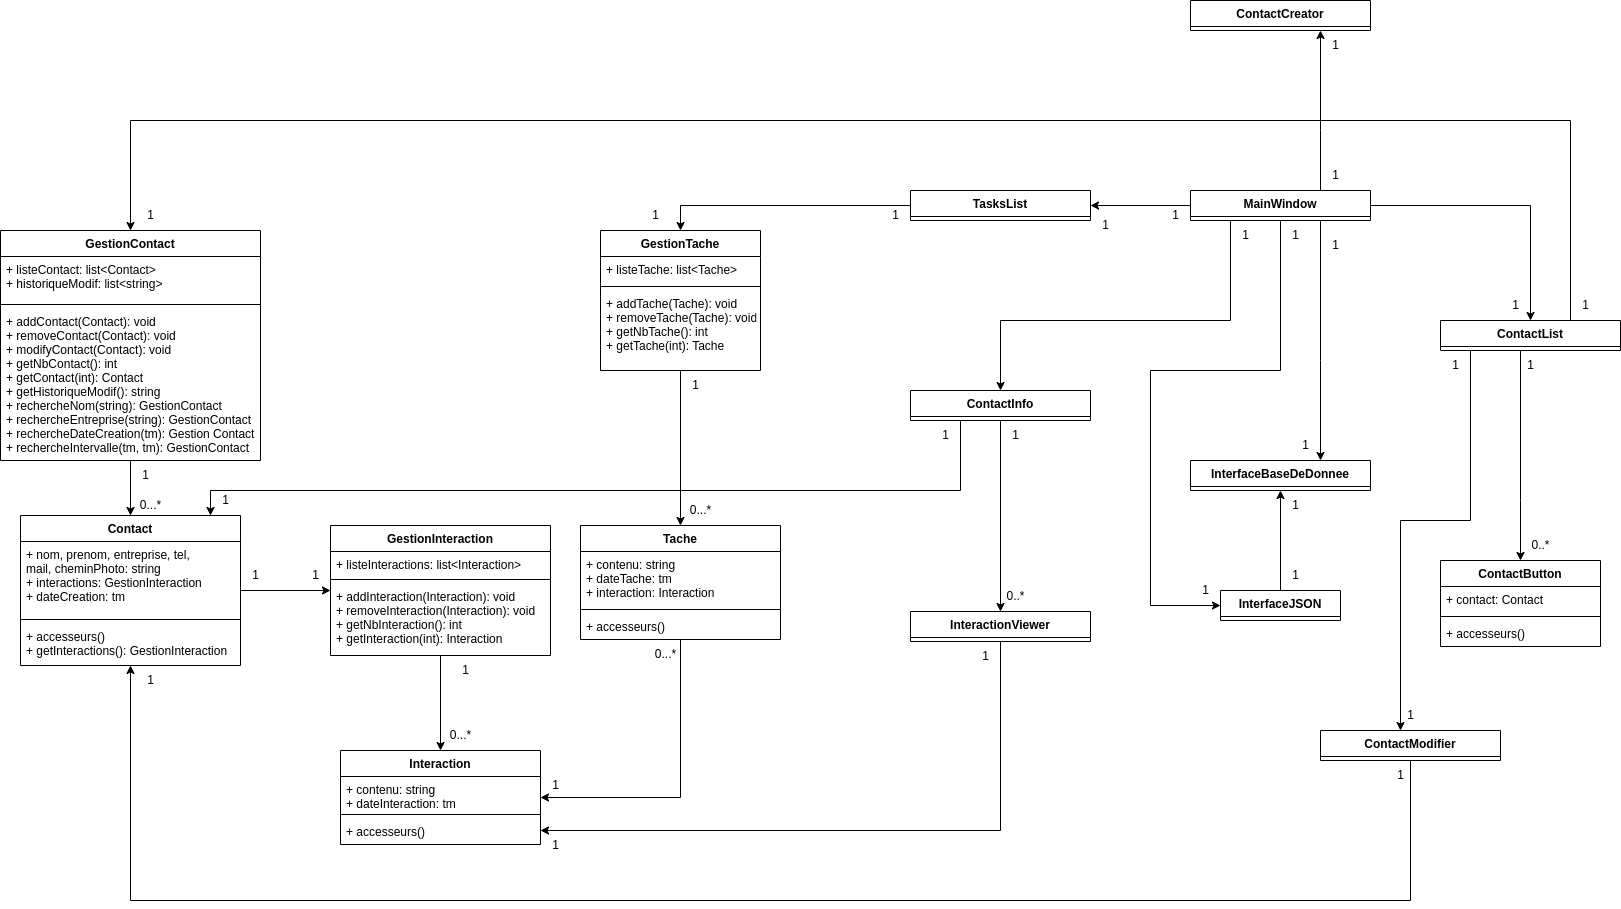 ContactCreator
1
1
1
GestionContact
+ listeContact: list<Contact>
+ historiqueModif: list<string>
+ addContact(Contact): void
+ removeContact(Contact): void
+ modifyContact(Contact): void
+ getNbContact(): int
+ getContact(int): Contact
+ getHistoriqueModif(): string
+ rechercheNom(string): GestionContact
+ rechercheEntreprise(string): GestionContact
+ rechercheDateCreation(tm): Gestion Contact
+ rechercheIntervalle(tm, tm): GestionContact
1
0...*
1
GestionTache
+ listeTache: list<Tache>
+ addTache(Tache): void
+ removeTache(Tache): void
+ getNbTache(): int
+ getTache(int): Tache
1
0...*
1
TasksList
1
1
MainWindow
1
1
1
1
1
ContactList
1
1
ContactInfo
1
1
1
InterfaceBaseDeDonnee
1
1
1
InterfaceJSON
0..*
ContactButton
+ contact: Contact
+ accesseurs()
1
Contact
+ nom, prenom, entreprise, tel,
mail, cheminPhoto: string
+ interactions: GestionInteraction
+ dateCreation: tm
+ accesseurs()
+ getInteractions(): GestionInteraction
1
1
1
GestionInteraction
+ listeInteractions: list<Interaction>
+ addInteraction(Interaction): void
+ removeInteraction(Interaction): void
+ getNbInteraction(): int
+ getInteraction(int): Interaction
1
0...*
Tache
+ contenu: string
+ dateTache: tm
+ interaction: Interaction
+ accesseurs()
0...*
0..*
InteractionViewer
1
1
ContactModifier
1
Interaction
+ contenu: string
+ dateInteraction: tm
+ accesseurs()
1
1